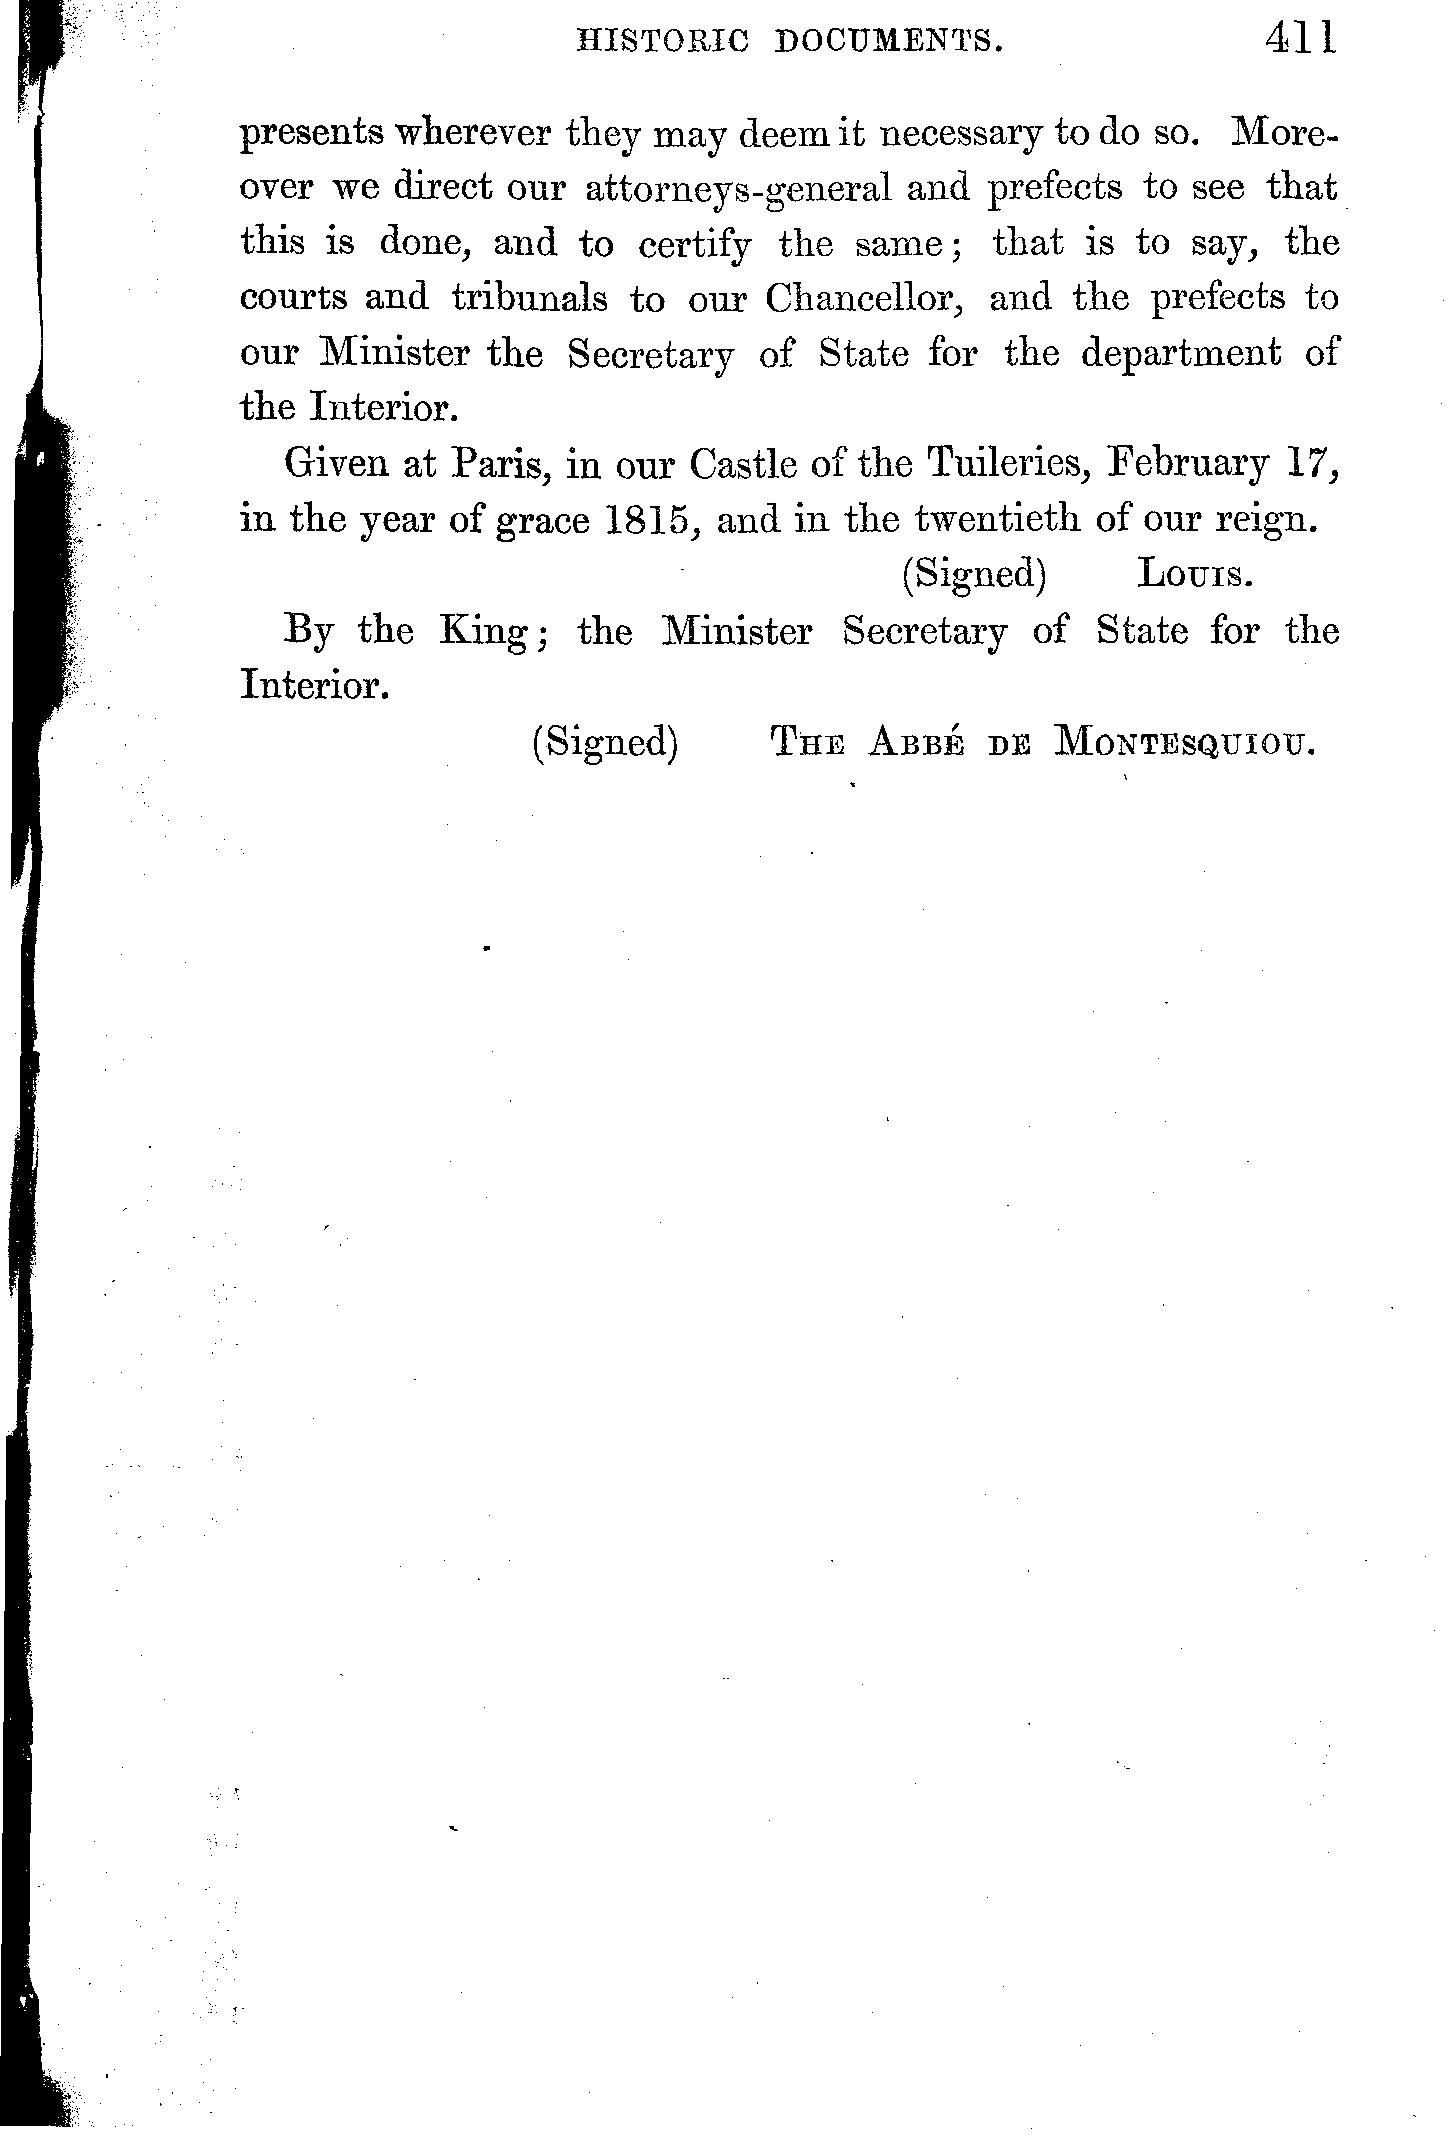 HISTORIC DOCUMENTS. 411
presents wherever they may deem it necessary to do so. More-
over we direct our attorneys-general and prefects to see that
this is done, and to certify the same; that is to say, the
courts and tribunals to our Chancellor, and the prefects to
our Minister the Secretary of State for the department of
the Interior.
Given at Paris, in our Castle of the Tuileries, February 17,
in the year of grace 1815, and in the twentieth of our reign.
(Signed) LOUIS.
By the King; the Minister Secretary of State for the
Interior.
(Signed) THE ABBÉ DE MONTESQUIOU.